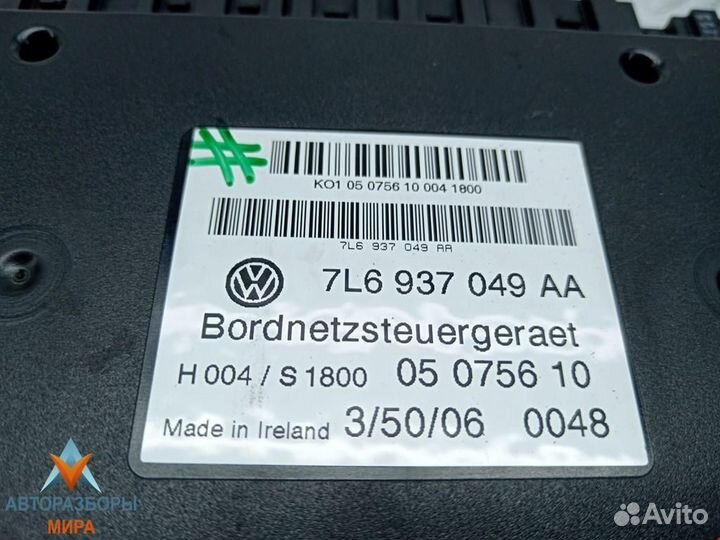 KO1 05 0756 10 004 1800
7L6 937 049 AA
7L6 937 049 AA
Bordnetzsteuergeraet
H 004 / S 1800 05 0756 10
Made in Ireland 3/50/06 0048
АВТОРАЗБОРЫ
МИРА
Avito